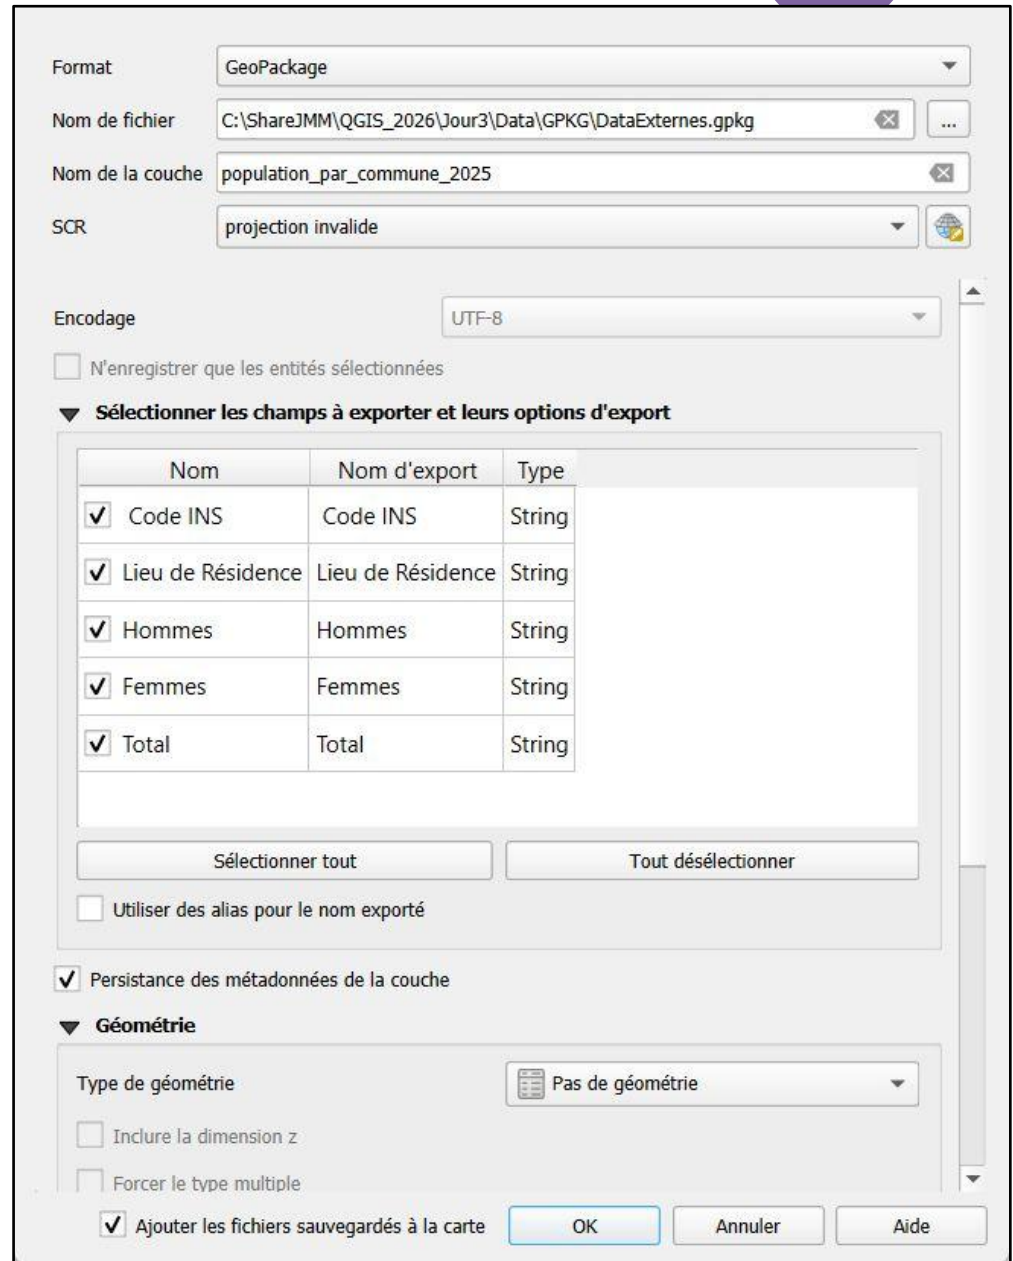 Format GeoPackage
Nom de fichier C:\ShareJMM\QGIS_2026\Jour3\Data\GPKG\DataExternes.gpkg ...
Nom de la couche population_par_commune_2025
SCR projection invalide
Encodage UTF-8
N'enregistrer que les entités sélectionnées
Sélectionner les champs à exporter et leurs options d'export
Nom Nom d'export Type
Code INS Code INS String
Lieu de Résidence Lieu de Résidence String
Hommes Hommes String
Femmes Femmes String
Total Total String
Sélectionner tout Tout désélectionner
Utiliser des alias pour le nom exporté
Persistance des métadonnées de la couche
Géométrie
Type de géométrie Pas de géométrie
Inclure la dimension z
Forcer le type multiple
Ajouter les fichiers sauvegardés à la carte OK Annuler Aide